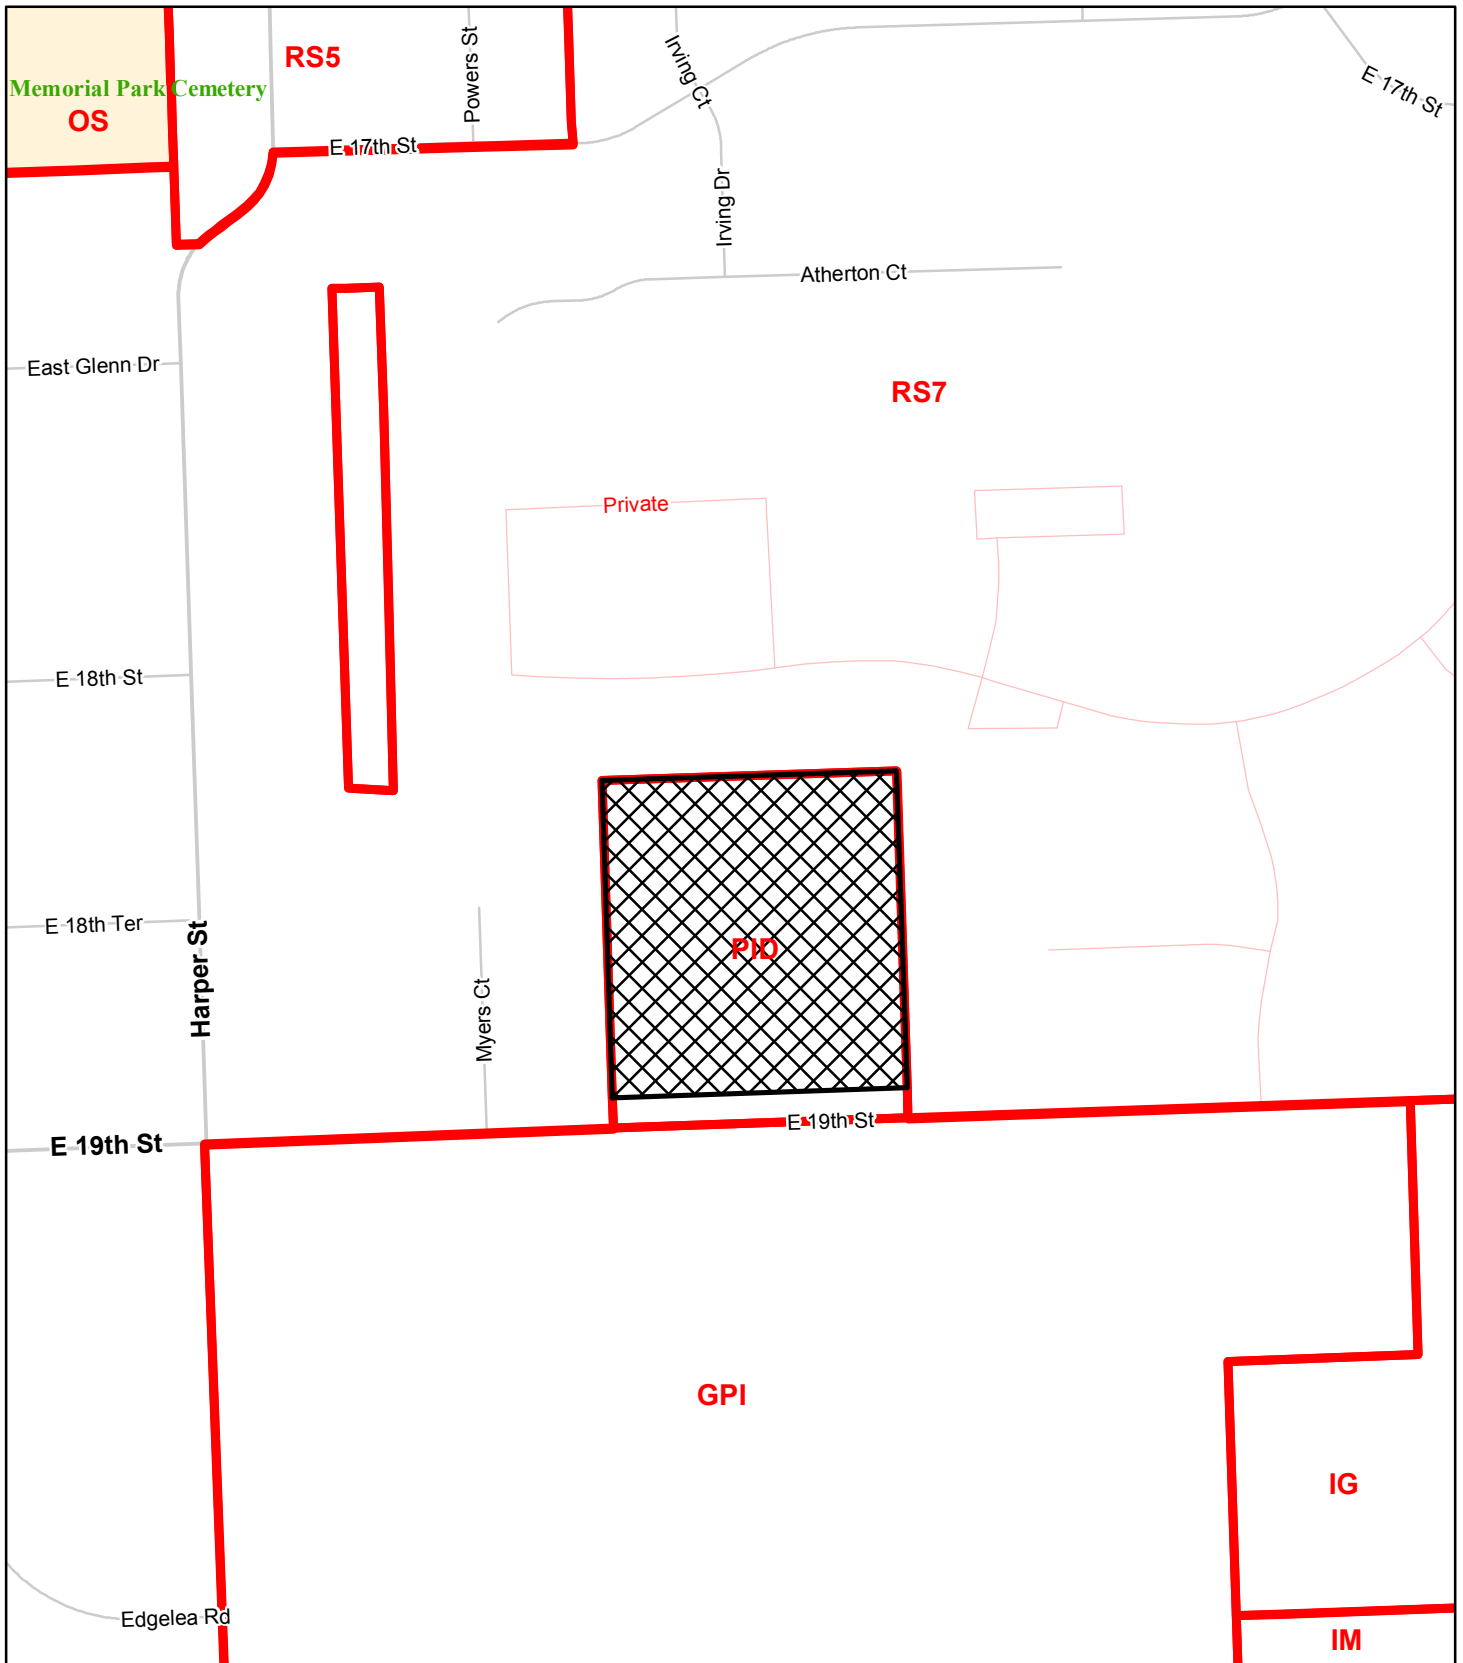 RS5
Powers St
Irving Ct
E 17th St
Memorial Park Cemetery
OS
E 17th St
Irving Dr
Atherton Ct
East Glenn Dr
RS7
Private
E 18th St
E 18th Ter
Harper St
PID
Myers Ct
E 19th St
E 19th St
GPI
IG
Edgelea Rd
IM